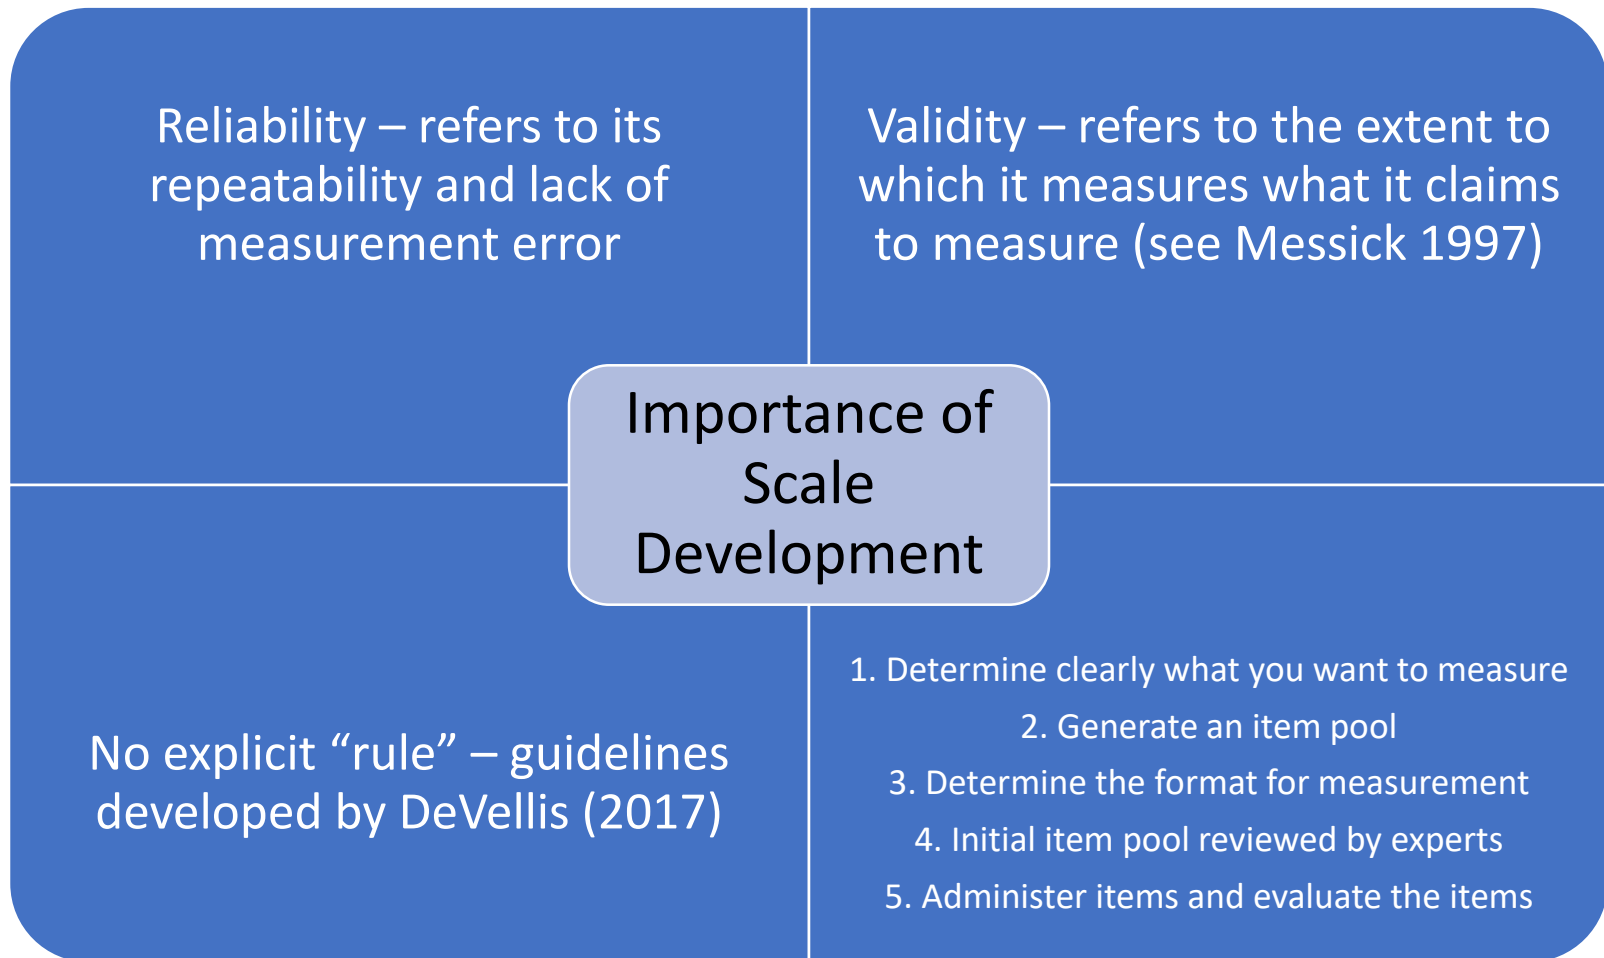 Reliability – refers to its
repeatability and lack of
measurement error
Validity – refers to the extent to
which it measures what it claims
to measure (see Messick 1997)
Importance of
Scale
Development
No explicit “rule” – guidelines
developed by DeVellis (2017)
1. Determine clearly what you want to measure
2. Generate an item pool
3. Determine the format for measurement
4. Initial item pool reviewed by experts
5. Administer items and evaluate the items